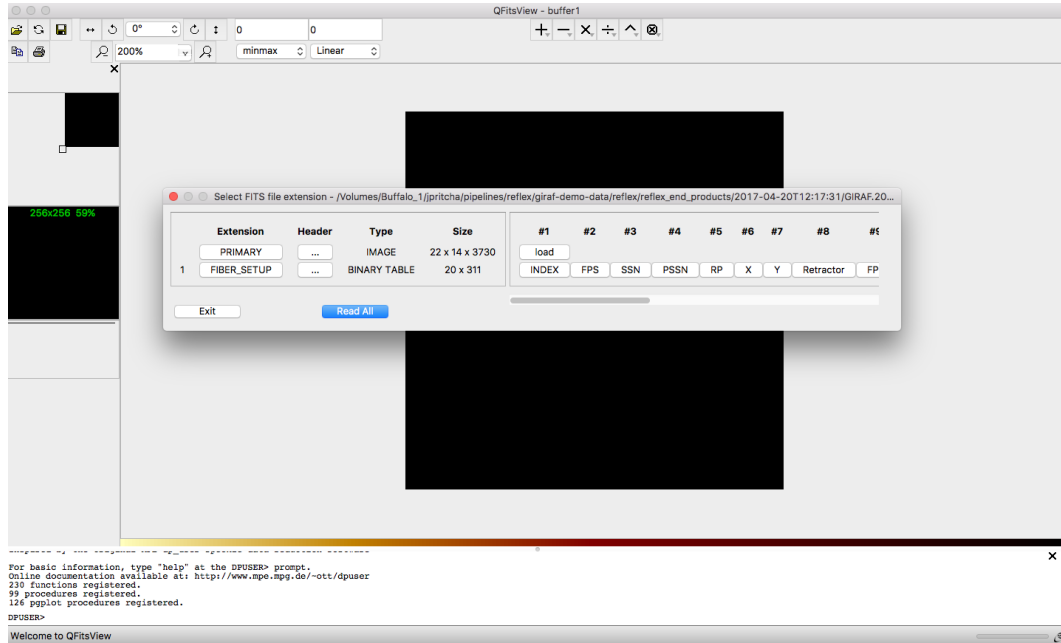 QFitsView - buffer1
0° 0 0
200% minmax Linear
Select FITS file extension - /Volumes/Buffalo_1/jpritcha/pipelines/reflex/giraf-demo-data/reflex/reflex_end_products/2017-04-20T12:17:31/GIRAF.20...
256x256 59%
Extension Header Type Size #1 #2 #3 #4 #5 #6 #7 #8
PRIMARY ... IMAGE 22 x 14 x 3730 load
1 FIBER_SETUP ... BINARY TABLE 20 x 311 INDEX FPS SSN PSSN RP X Y Retractor FP
Exit Read All
For basic information, type "help" at the DPUSER> prompt.
Online documentation available at: http://www.mpe.mpg.de/~ott/dpuser
230 functions registered.
99 procedures registered.
126 pgplot procedures registered.
DPUSER>
Welcome to QFitsView